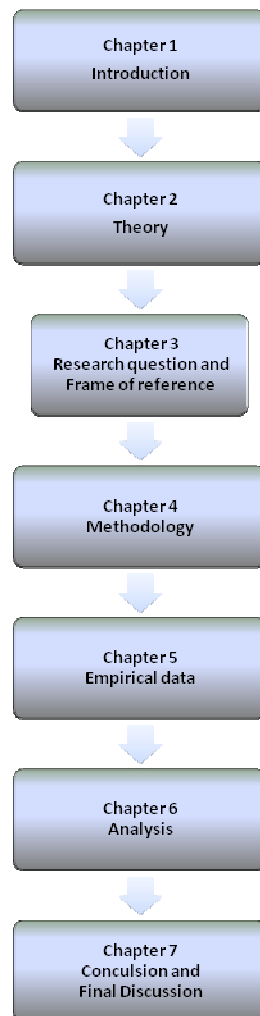 Chapter 1
Introduction
Chapter 2
Theory
Chapter 3
Research question and
Frame of reference
Chapter 4
Methodology
Chapter 5
Empirical data
Chapter 6
Analysis
Chapter 7
Conculsion and
Final Discussion